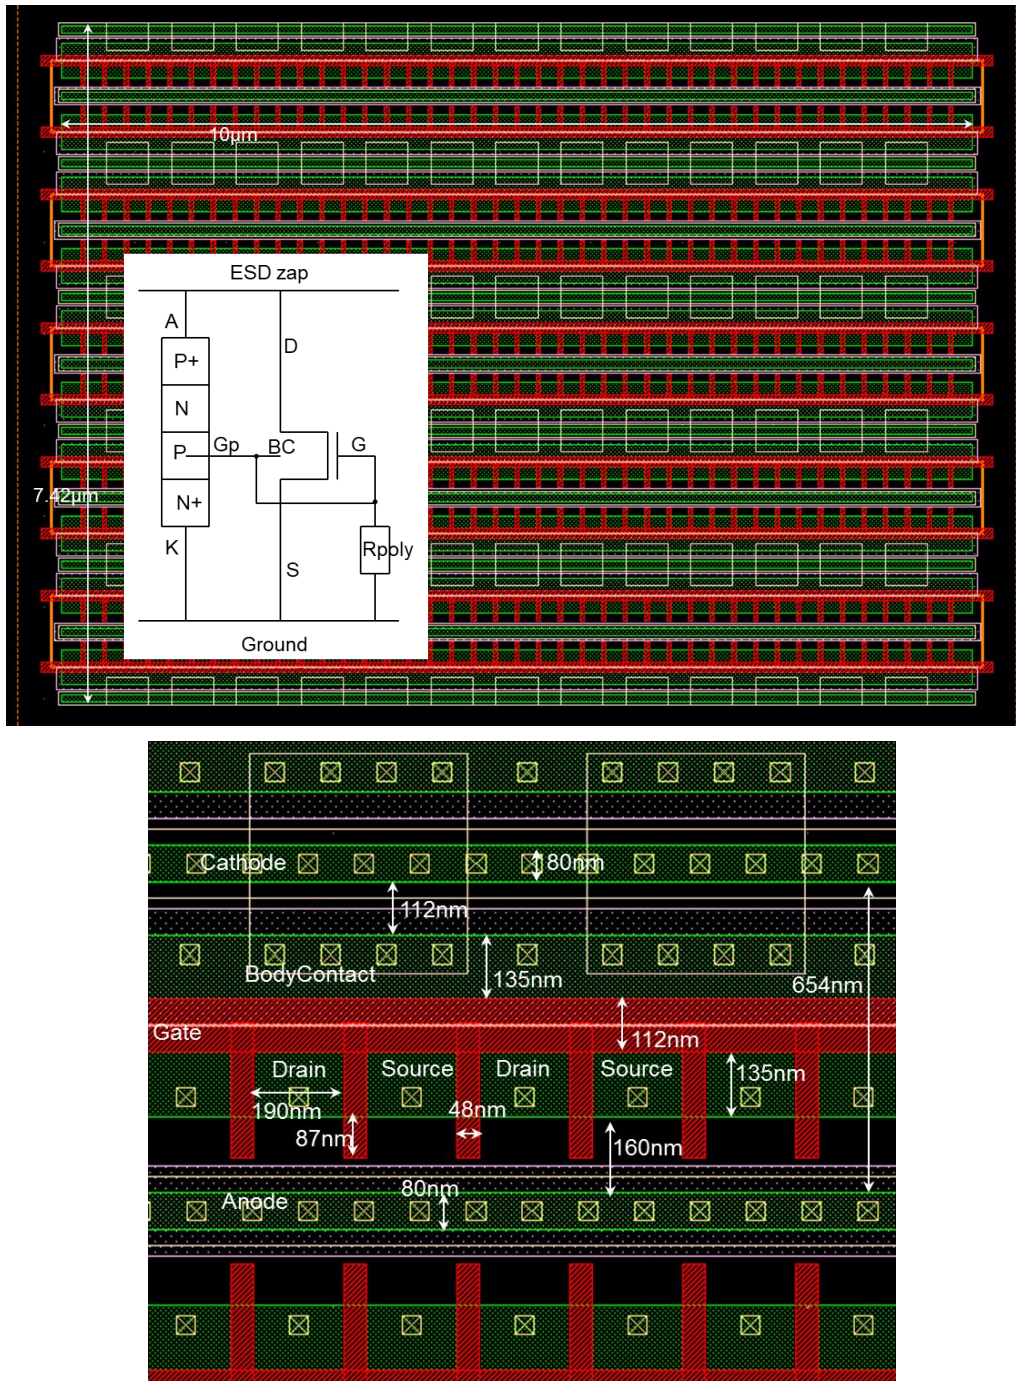 10µm
ESD zap
A
D
P+
N
P
Gp
BC
G
N+
7.42µm
K
S
Rpoly
Ground
Cathode
80nm
112nm
BodyContact
135nm
654nm
Gate
112nm
Drain
Source
Drain
Source
135nm
190nm
48nm
87nm
160nm
80nm
Anode